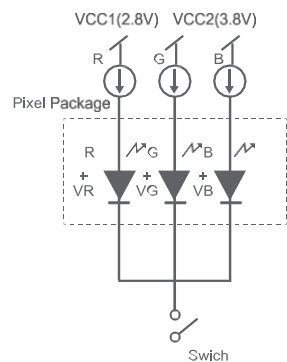 VCC1(2.8V) VCC2(3.8V)
R G B
Pixel Package
R G B
+ + +
VR VG VB
Swich